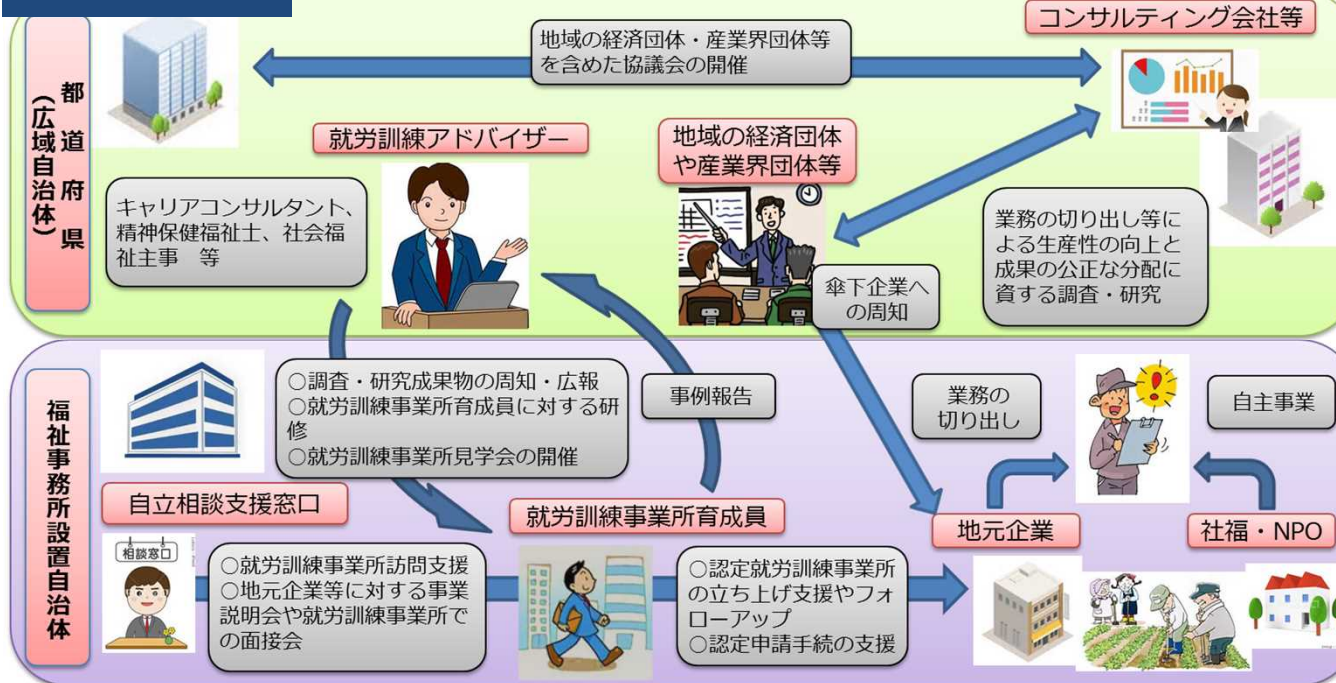 コンサルティング会社等
地域の経済団体・産業界団体等
を含めた協議会の開催
都道府県
（広域自治体）
就労訓練アドバイザー
地域の経済団体
や産業界団体等
キャリアコンサルタント、
精神保健福祉士、社会福
祉主事　等
業務の切り出し等に
よる生産性の向上と
成果の公正な分配に
資する調査・研究
傘下企業へ
の周知
福祉事務所設置自治体
○調査・研究成果物の周知・広報
○就労訓練事業所育成員に対する研
修
○就労訓練事業所見学会の開催
事例報告
業務の
切り出し
自主事業
自立相談支援窓口
就労訓練事業所育成員
地元企業
社福・NPO
相談窓口
○就労訓練事業所訪問支援
○地元企業等に対する事業
説明会や就労訓練事業所で
の面接会
○認定就労訓練事業所
の立ち上げ支援やフォ
ローアップ
○認定申請手続の支援